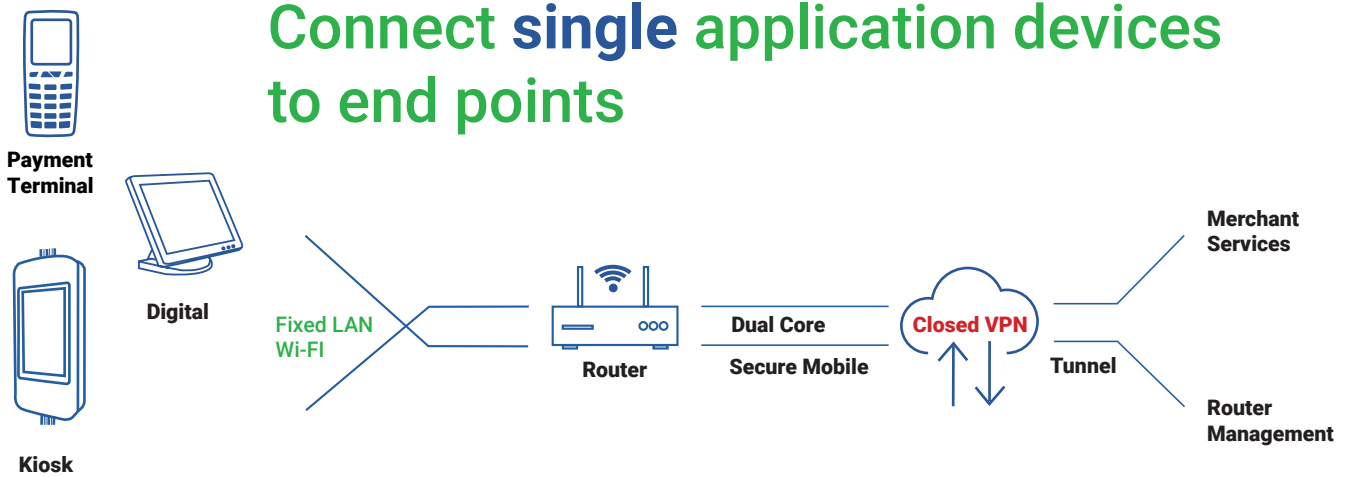 Connect single application devices
to end points
Payment
Terminal
Digital
Kiosk
Fixed LAN
Wi-FI
Router
Dual Core
Secure Mobile
Closed VPN
Tunnel
Merchant
Services
Router
Management